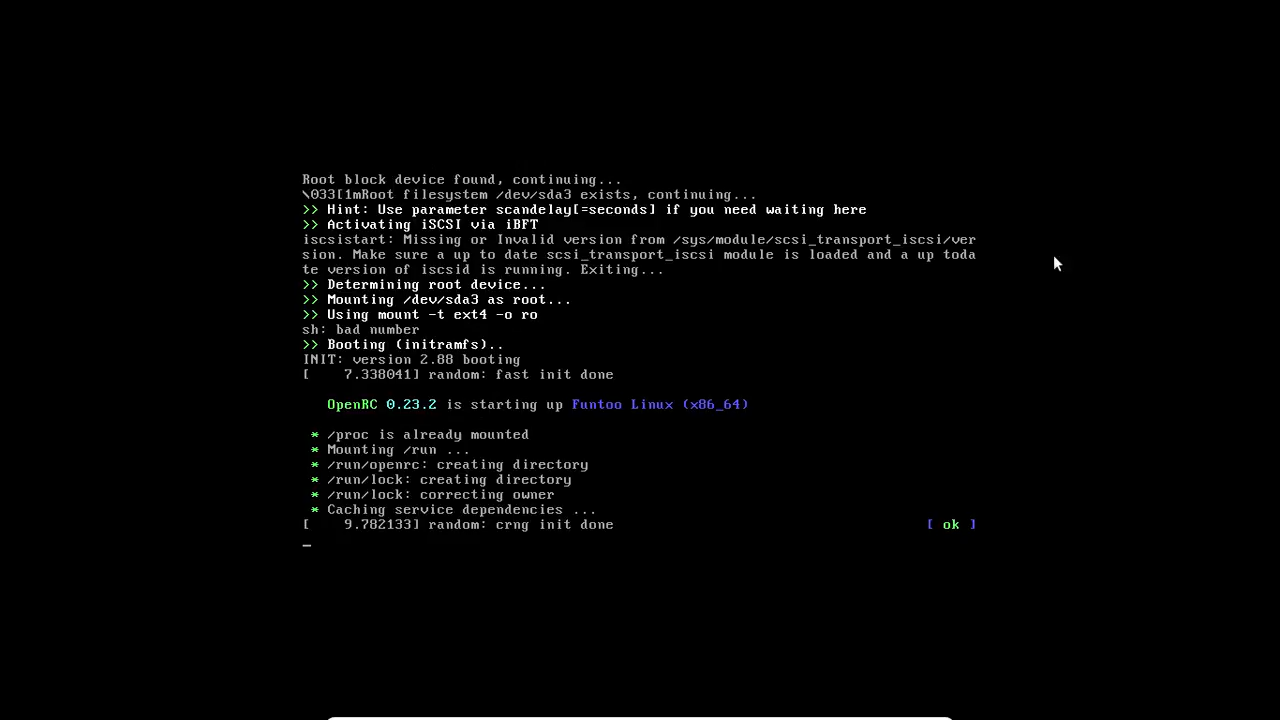 Root block device found, continuing...
\033[1mRoot filesystem /dev/sda3 exists, continuing...
>> Hint: Use parameter scandelay[=seconds] if you need waiting here
>> Activating iSCSI via iBFT
iscsistart: Missing or Invalid version from /sys/module/scsi_transport_iscsi/ver
sion. Make sure a up to date scsi_transport_iscsi module is loaded and a up toda
te version of iscsid is running. Exiting...
>> Determining root device...
>> Mounting /dev/sda3 as root...
>> Using mount -t ext4 -o ro
sh: bad number
>> Booting (initramfs)..
INIT: version 2.88 booting
[    7.338041] random: fast init done
OpenRC 0.23.2 is starting up Funtoo Linux (x86_64)
* /proc is already mounted
* Mounting /run ...
* /run/openrc: creating directory
* /run/lock: creating directory
* /run/lock: correcting owner
* Caching service dependencies ...
[    9.782133] random: crng init done [ ok ]
_